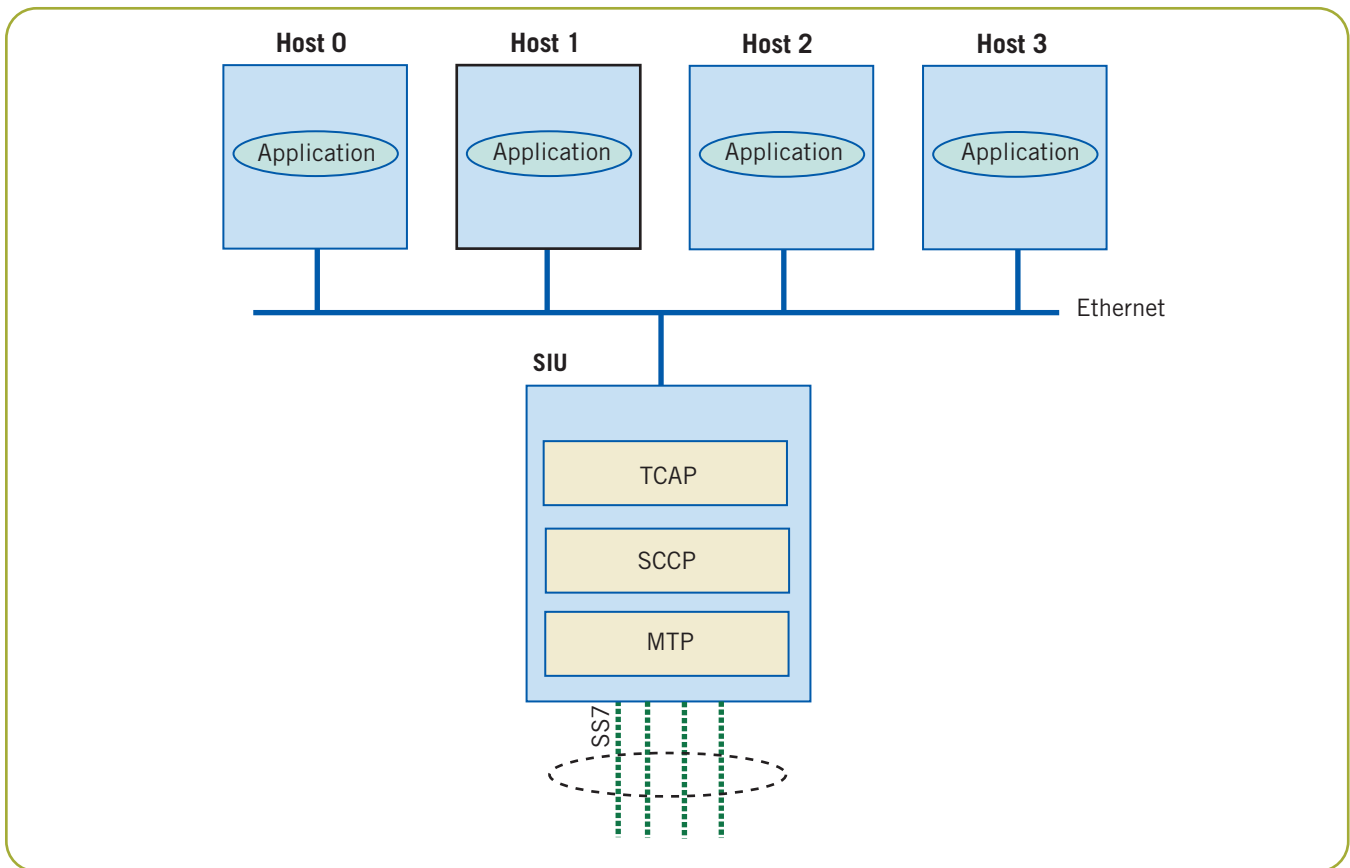 Host 0
Host 1
Host 2
Host 3
Application
Application
Application
Application
Ethernet
SIU
TCAP
SCCP
MTP
SS7